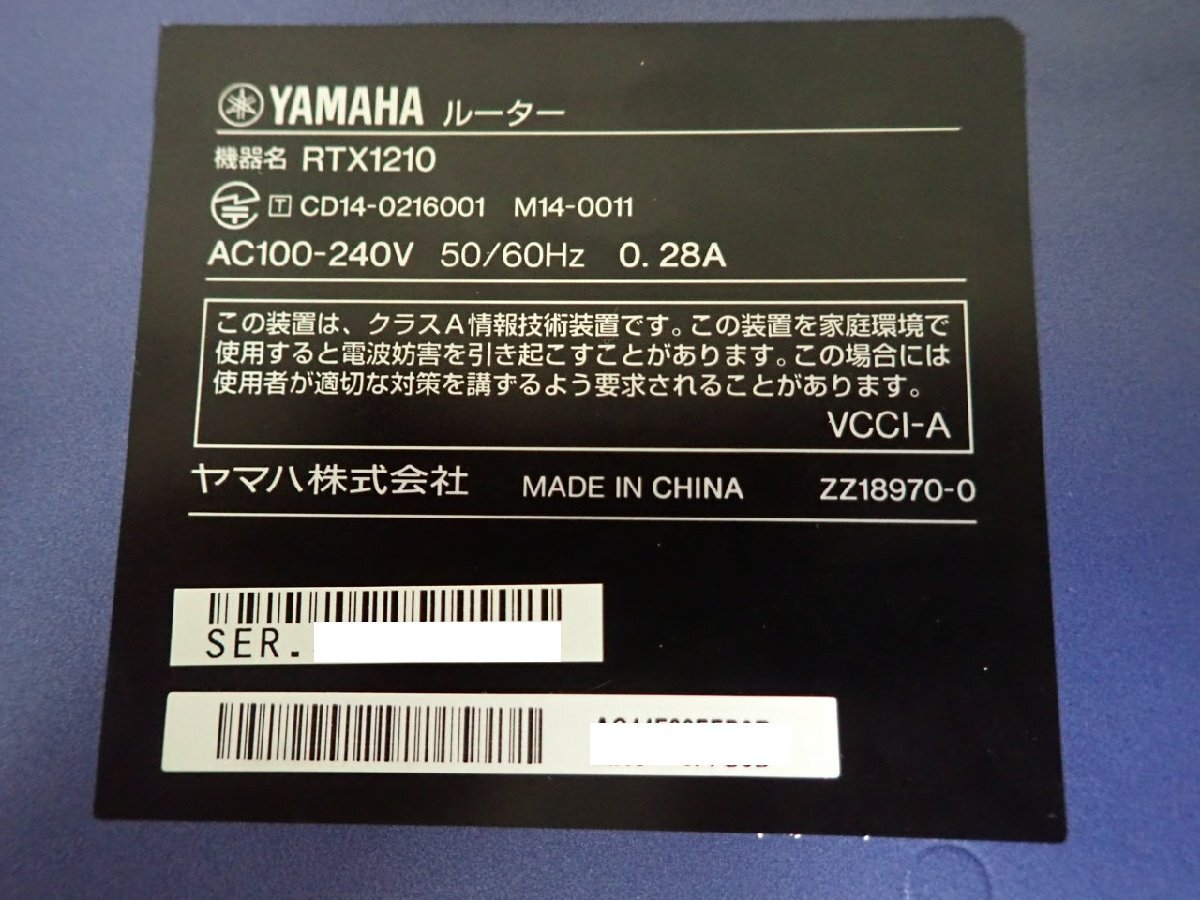 YAMAHA ルーター
機器名 RTX1210
T CD14-0216001 M14-0011
AC100-240V 50/60Hz 0.28A
この装置は、クラスA情報技術装置です。この装置を家庭環境で
使用すると電波妨害を引き起こすことがあります。この場合には
使用者が適切な対策を講ずるよう要求されることがあります。
VCCI-A
ヤマハ株式会社 MADE IN CHINA ZZ18970-0
SER.